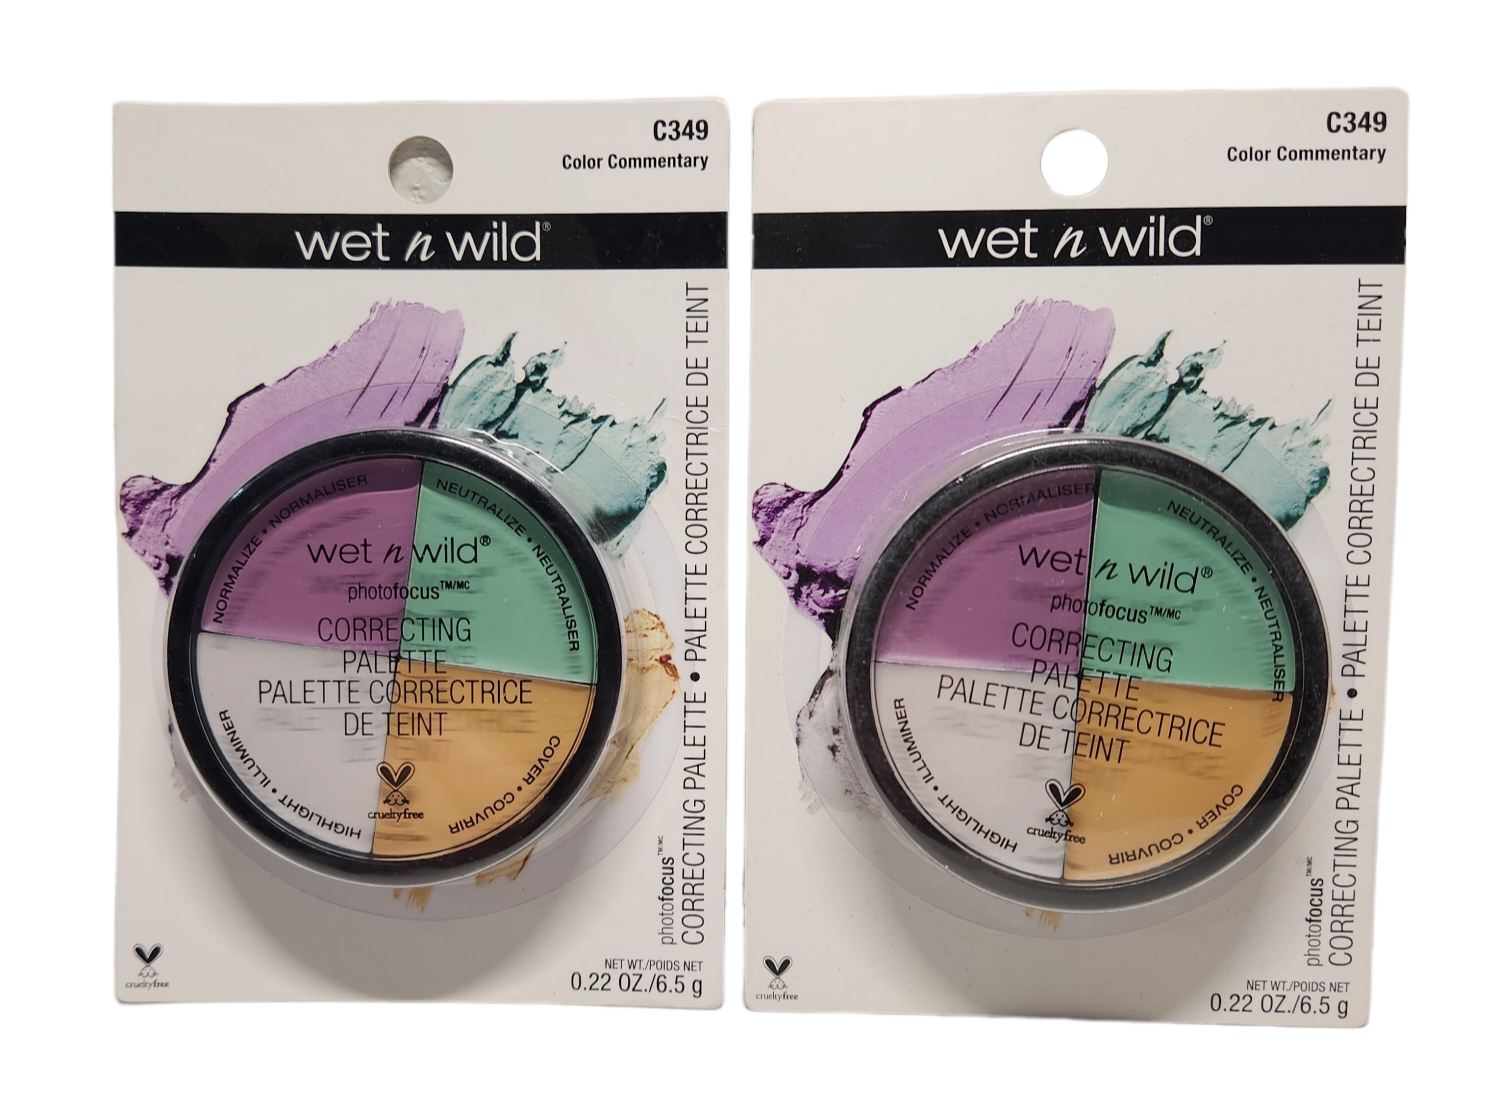 C349
Color Commentary
wet n wild®
NORMALIZE • NORMALISER
NEUTRALIZE • NEUTRALISER
wet n wild®
photofocus™/MC
CORRECTING
PALETTE
PALETTE CORRECTRICE
DE TEINT
HIGHLIGHT • ILLUMINER
COVER • COUVRIR
crueltyfree
photofocus™/MC
CORRECTING PALETTE • PALETTE CORRECTRICE DE TEINT
crueltyfree
NET WT./POIDS NET
0.22 OZ./6.5 g
C349
Color Commentary
wet n wild®
NORMALIZE • NORMALISER
NEUTRALIZE • NEUTRALISER
wet n wild®
photofocus™/MC
CORRECTING
PALETTE
PALETTE CORRECTRICE
DE TEINT
HIGHLIGHT • ILLUMINER
COVER • COUVRIR
crueltyfree
photofocus™/MC
CORRECTING PALETTE • PALETTE CORRECTRICE DE TEINT
crueltyfree
NET WT./POIDS NET
0.22 OZ./6.5 g